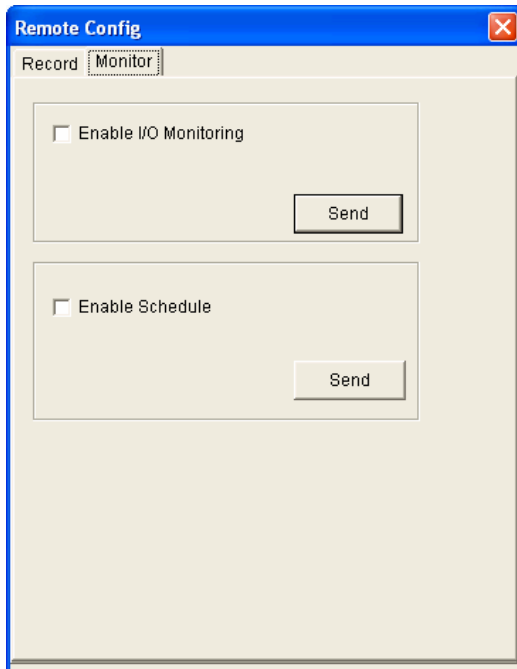 Remote Config
Record Monitor
Enable I/O Monitoring
Send
Enable Schedule
Send